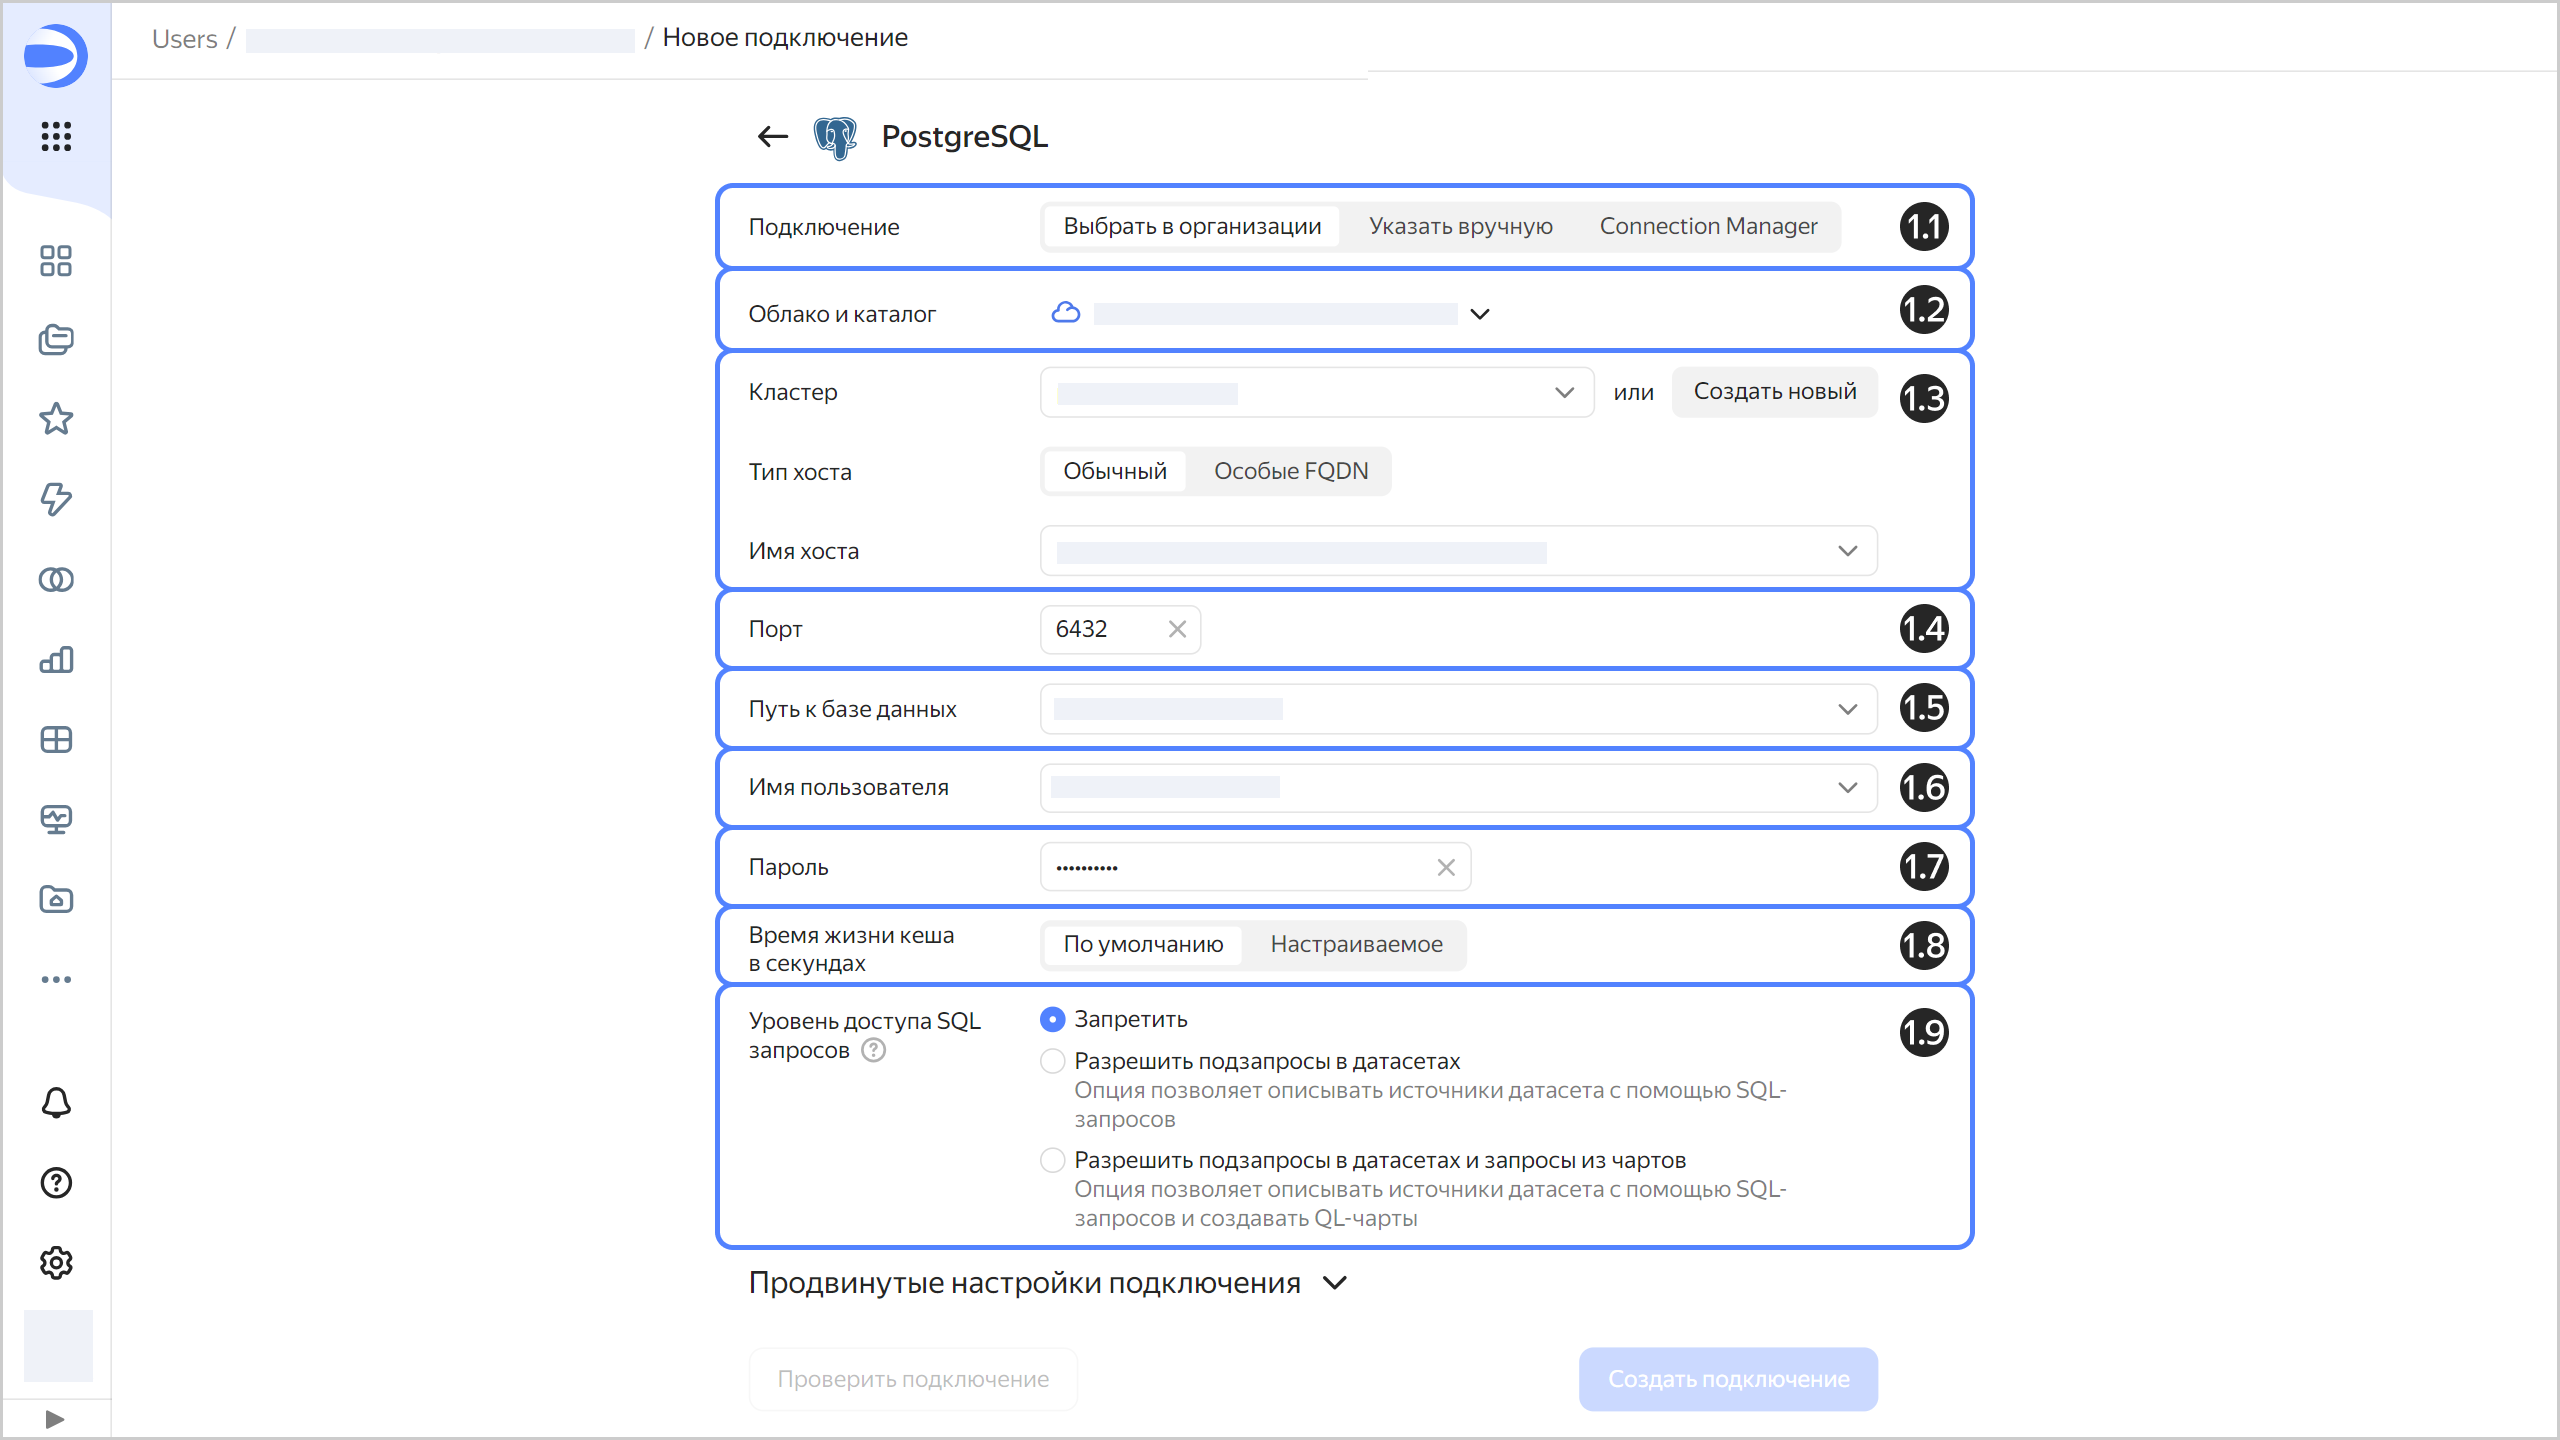 Users / / Новое подключение
PostgreSQL
Подключение Выбрать в организации Указать вручную Connection Manager 1.1
Облако и каталог 1.2
Кластер или Создать новый 1.3
Тип хоста Обычный Особые FQDN
Имя хоста
Порт 6432 1.4
Путь к базе данных 1.5
Имя пользователя 1.6
Пароль •••••••••• 1.7
Время жизни кеша
в секундах
По умолчанию Настраиваемое 1.8
Уровень доступа SQL
запросов ?
Запретить 1.9
Разрешить подзапросы в датасетах
Опция позволяет описывать источники датасета с помощью SQL-
запросов
Разрешить подзапросы в датасетах и запросы из чартов
Опция позволяет описывать источники датасета с помощью SQL-
запросов и создавать QL-чарты
Продвинутые настройки подключения
Проверить подключение Создать подключение